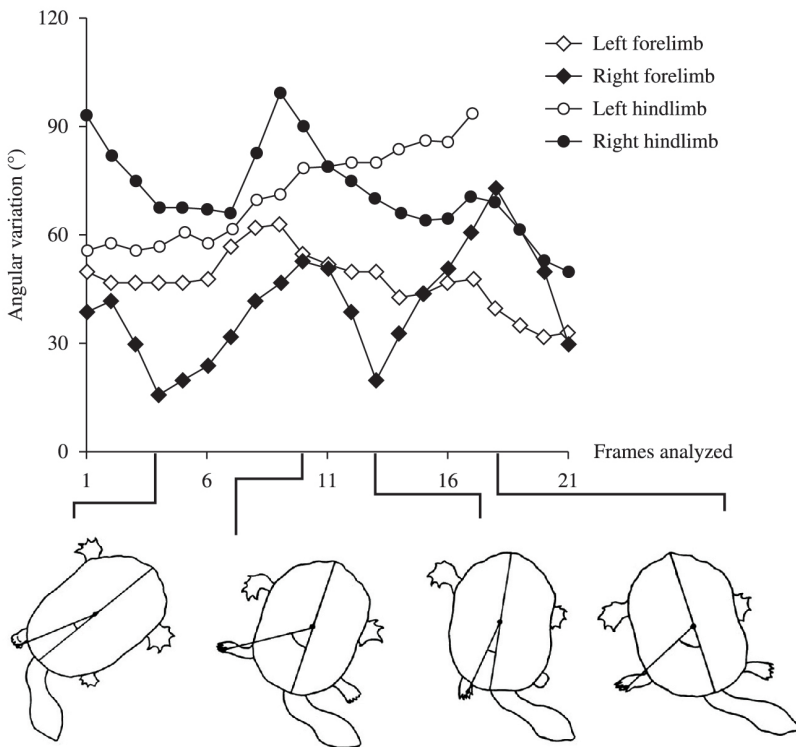 120
90
60
30
0
Angular variation (°)
Left forelimb
Right forelimb
Left hindlimb
Right hindlimb
1 6 11 16 21
Frames analyzed